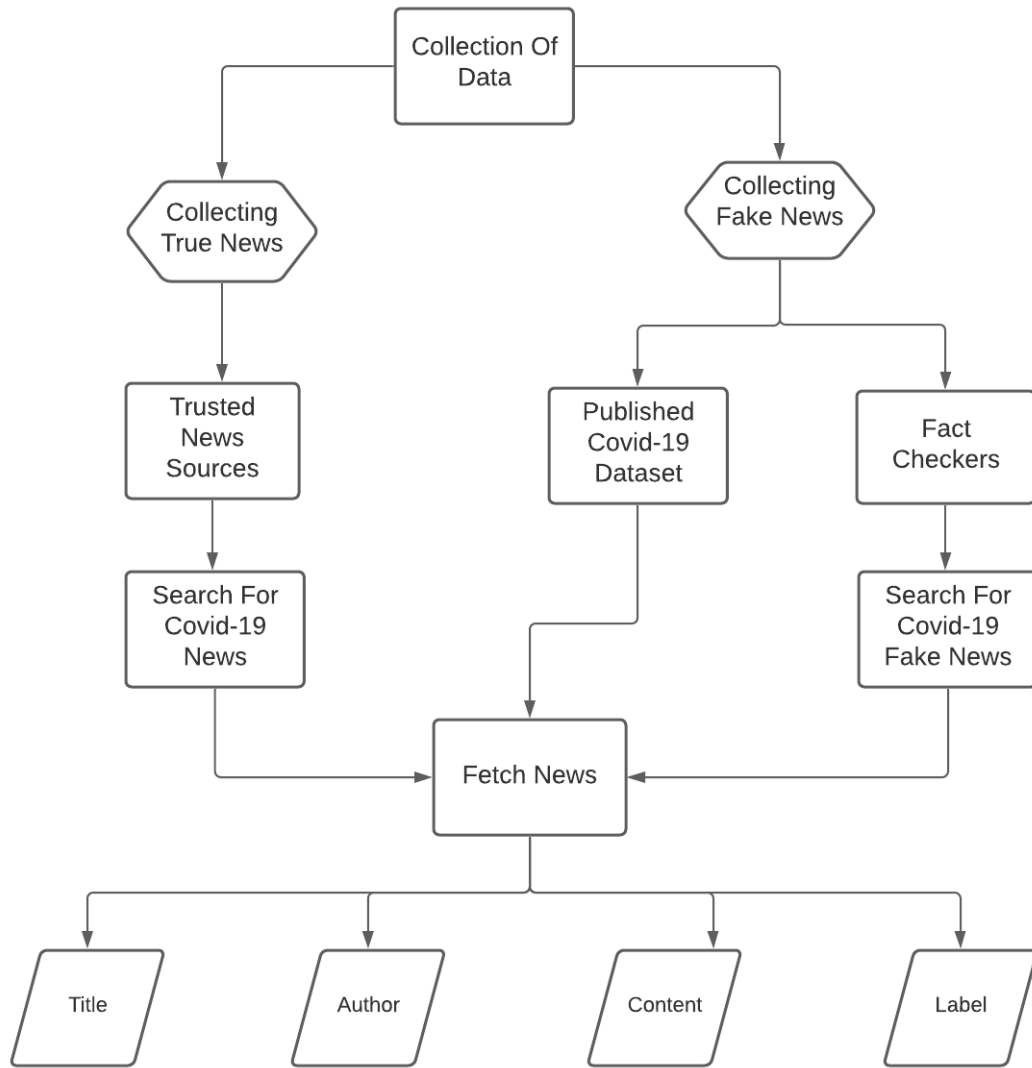 Collection Of
Data
Collecting
True News
Collecting
Fake News
Trusted
News
Sources
Published
Covid-19
Dataset
Fact
Checkers
Search For
Covid-19
News
Search For
Covid-19
Fake News
Fetch News
Title
Author
Content
Label